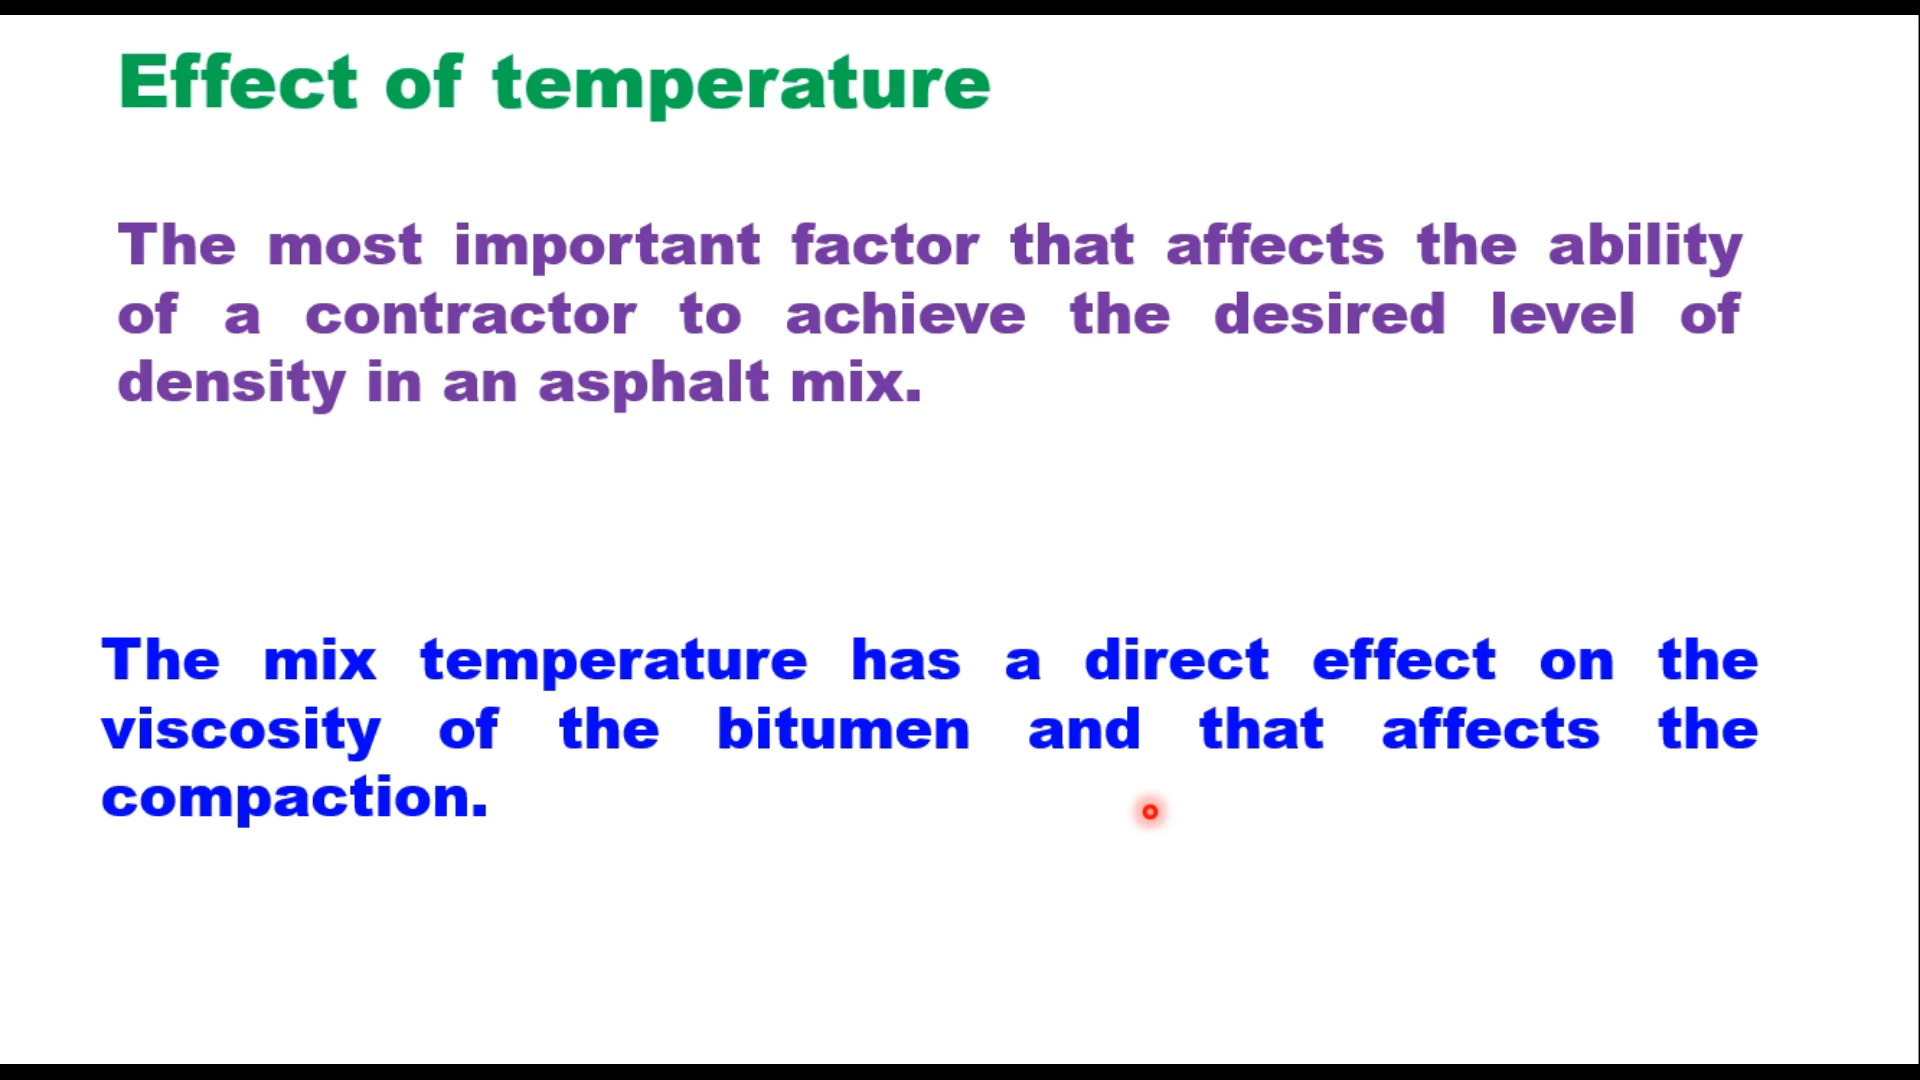 Effect of temperature
The most important factor that affects the ability
of a contractor to achieve the desired level of
density in an asphalt mix.
The mix temperature has a direct effect on the
viscosity of the bitumen and that affects the
compaction.